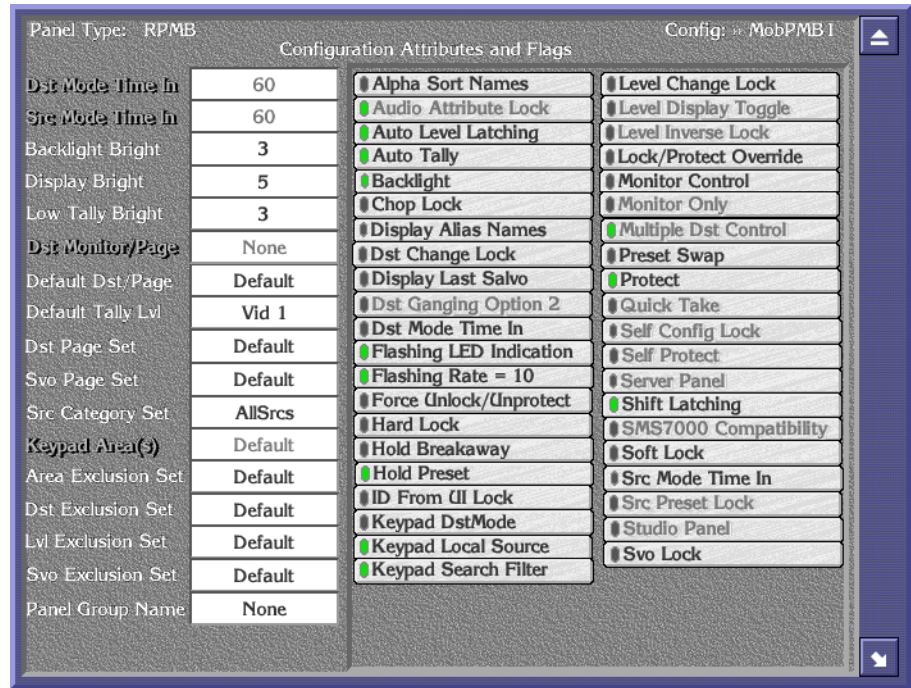 Panel Type: RPMB
Config: » MobPMB I
Configuration Attributes and Flags
Dst Mode Time In 60
Src Mode Time In 60
Backlight Bright 3
Display Bright 5
Low Tally Bright 3
Dst Monitor/Page None
Default Dst/Page Default
Default Tally Lvl Vid 1
Dst Page Set Default
Svo Page Set Default
Src Category Set AllSrcs
Keypad Area(s) Default
Area Exclusion Set Default
Dst Exclusion Set Default
Lvl Exclusion Set Default
Svo Exclusion Set Default
Panel Group Name None
Alpha Sort Names
Audio Attribute Lock
Auto Level Latching
Auto Tally
Backlight
Chop Lock
Display Alias Names
Dst Change Lock
Display Last Salvo
Dst Ganging Option 2
Dst Mode Time In
Flashing LED Indication
Flashing Rate = 10
Force Unlock/Unprotect
Hard Lock
Hold Breakaway
Hold Preset
ID From UI Lock
Keypad DstMode
Keypad Local Source
Keypad Search Filter
Level Change Lock
Level Display Toggle
Level Inverse Lock
Lock/Protect Override
Monitor Control
Monitor Only
Multiple Dst Control
Preset Swap
Protect
Quick Take
Self Config Lock
Self Protect
Server Panel
Shift Latching
SMS7000 Compatibility
Soft Lock
Src Mode Time In
Src Preset Lock
Studio Panel
Svo Lock